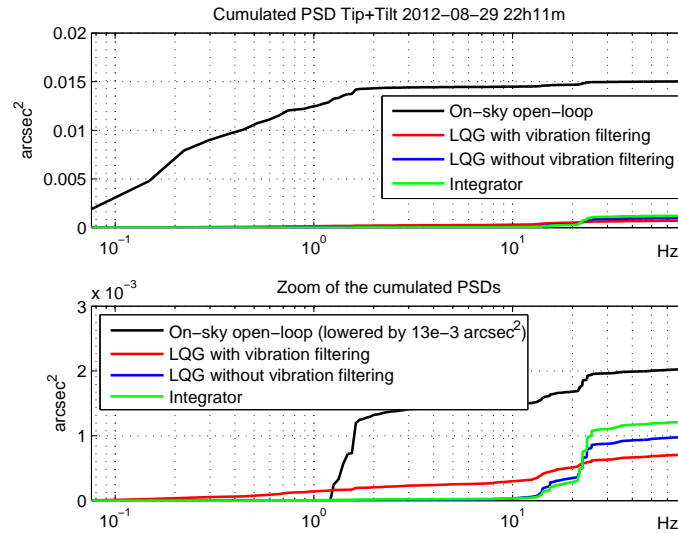 Cumulated PSD Tip+Tilt 2012−08−29 22h11m
0.02
0.015
0.01
0.005
0
arcsec2
On−sky open−loop
LQG with vibration filtering
LQG without vibration filtering
Integrator
10−1
100
101
Hz
Zoom of the cumulated PSDs
x 10−3
3
2
1
0
arcsec2
On−sky open−loop (lowered by 13e−3 arcsec2)
LQG with vibration filtering
LQG without vibration filtering
Integrator
10−1
100
101
Hz